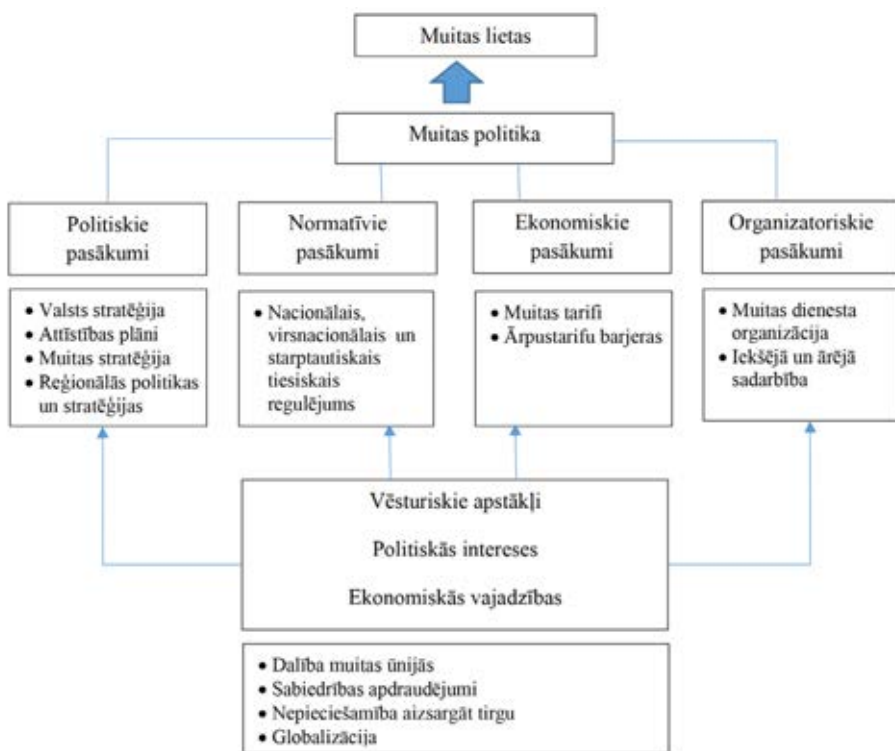 Muitas lietas
Muitas politika
Politiskie
pasākumi
Normatīvie
pasākumi
Ekonomiskie
pasākumi
Organizatoriskie
pasākumi
• Valsts stratēģija
• Attīstības plāni
• Muitas stratēģija
• Reģionālās politikas
un stratēģijas
• Nacionālais,
virsnacionālais un
starptautiskais
tiesiskais
regulējums
• Muitas tarifi
• Ārpustarifu barjeras
• Muitas dienesta
organizācija
• Iekšējā un ārējā
sadarbība
Vēsturiskie apstākļi
Politiskās intereses
Ekonomiskās vajadzības
• Dalība muitas ūnijās
• Sabiedrības apdraudējumi
• Nepieciešamība aizsargāt tirgu
• Globalizācija